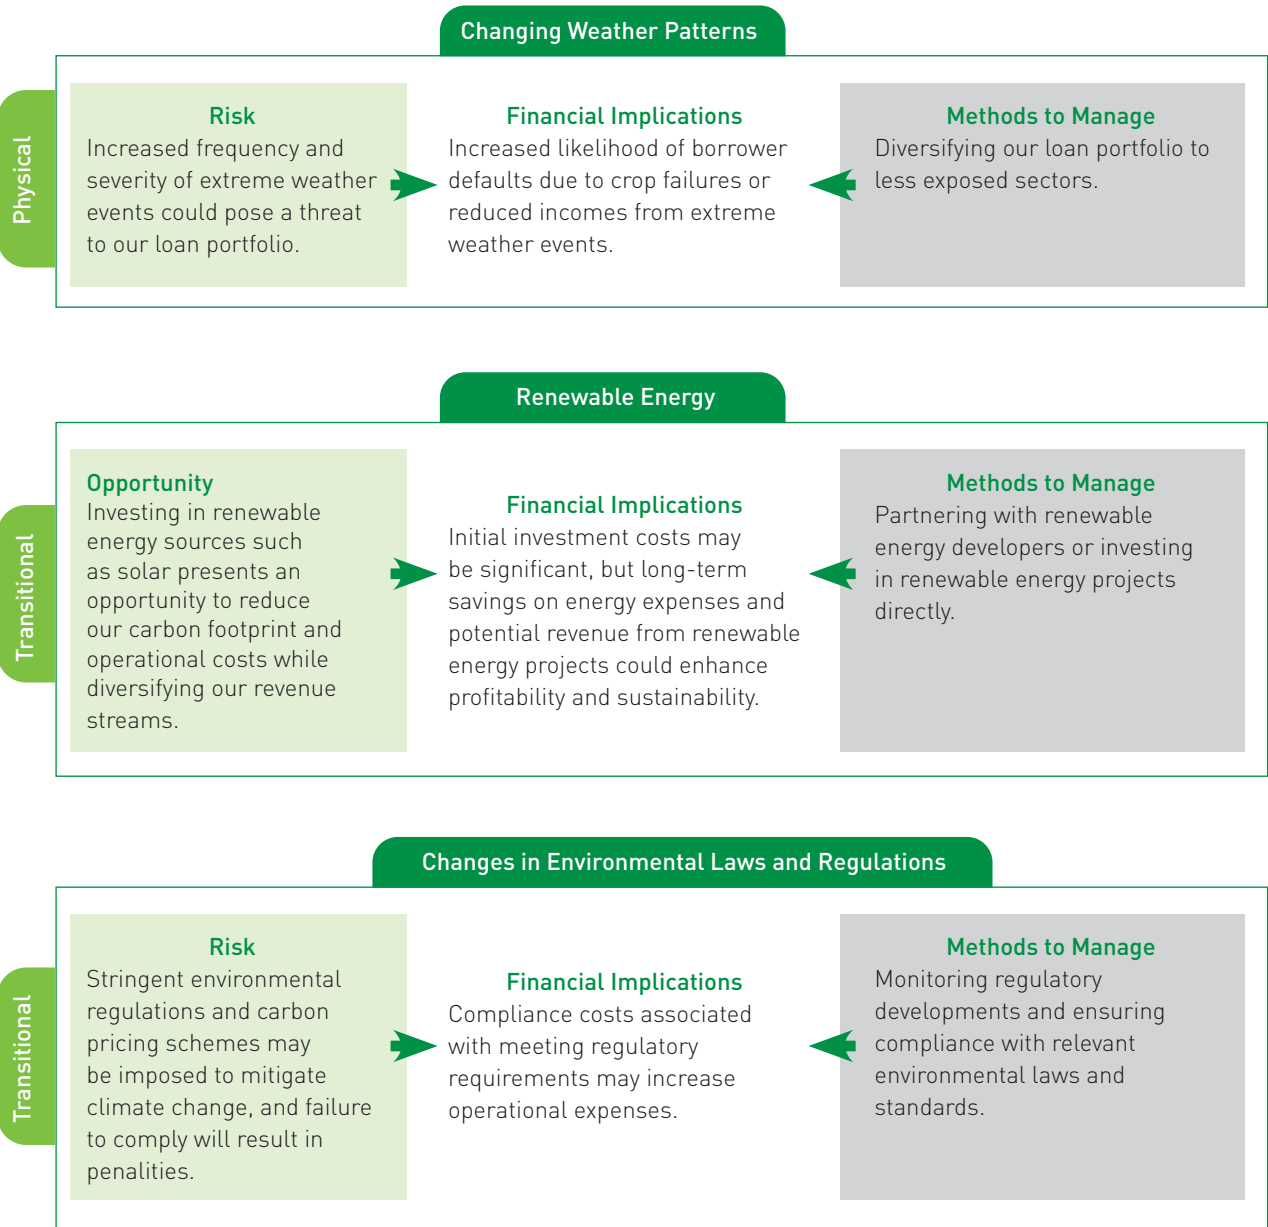 Changing Weather Patterns
Physical
Risk
Increased frequency and
severity of extreme weather
events could pose a threat
to our loan portfolio.
Financial Implications
Increased likelihood of borrower
defaults due to crop failures or
reduced incomes from extreme
weather events.
Methods to Manage
Diversifying our loan portfolio to
less exposed sectors.
Renewable Energy
Transitional
Opportunity
Investing in renewable
energy sources such
as solar presents an
opportunity to reduce
our carbon footprint and
operational costs while
diversifying our revenue
streams.
Financial Implications
Initial investment costs may
be significant, but long-term
savings on energy expenses and
potential revenue from renewable
energy projects could enhance
profitability and sustainability.
Methods to Manage
Partnering with renewable
energy developers or investing
in renewable energy projects
directly.
Changes in Environmental Laws and Regulations
Transitional
Risk
Stringent environmental
regulations and carbon
pricing schemes may
be imposed to mitigate
climate change, and failure
to comply will result in
penalities.
Financial Implications
Compliance costs associated
with meeting regulatory
requirements may increase
operational expenses.
Methods to Manage
Monitoring regulatory
developments and ensuring
compliance with relevant
environmental laws and
standards.